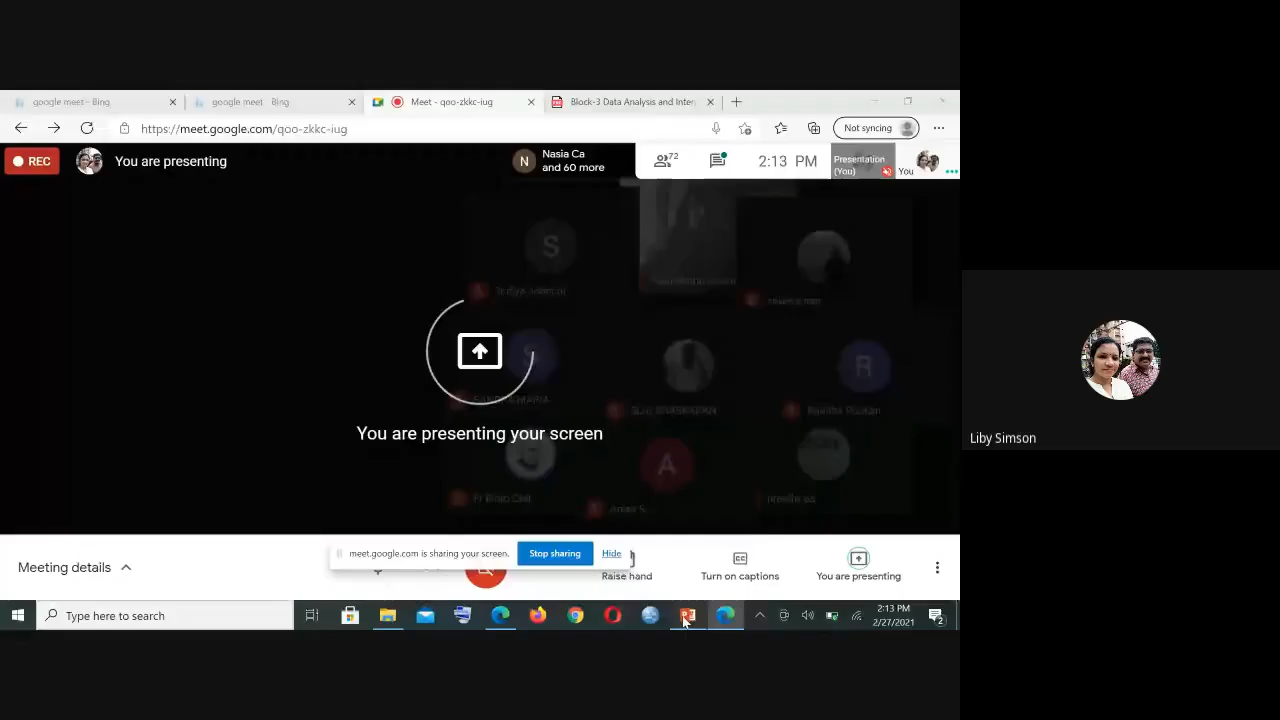 google meet - Bing
google meet Bing
Meet - qoo-zkkc-iug
Block-3 Data Analysis and Inter
https://meet.google.com/qoo-zkkc-iug
Not syncing
REC
You are presenting
Nasia Ca
and 60 more
72
2:13 PM
Presentation
(You)
You
N
S
S
R
A
You are presenting your screen
Liby Simson
meet.google.com is sharing your screen.
Stop sharing
Hide
Meeting details
Raise hand
Turn on captions
You are presenting
Type here to search
2:13 PM
2/27/2021
2